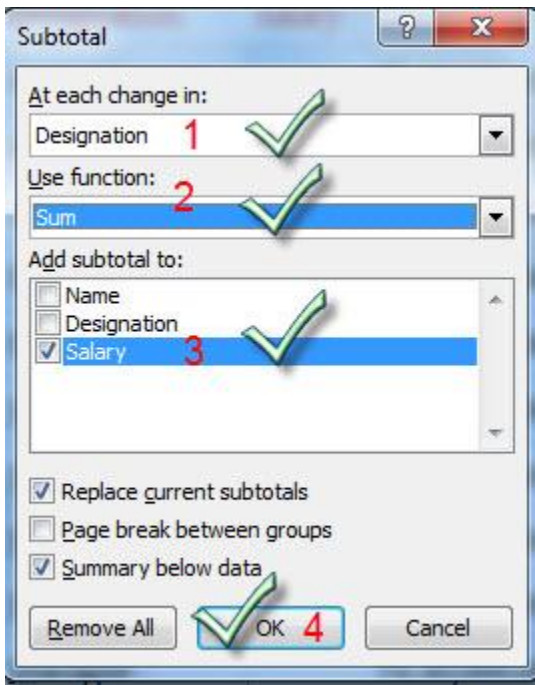 Subtotal
At each change in:
Designation 1
Use function:
2
Sum
Add subtotal to:
Name
Designation
Salary 3
Replace current subtotals
Page break between groups
Summary below data
Remove All OK 4 Cancel